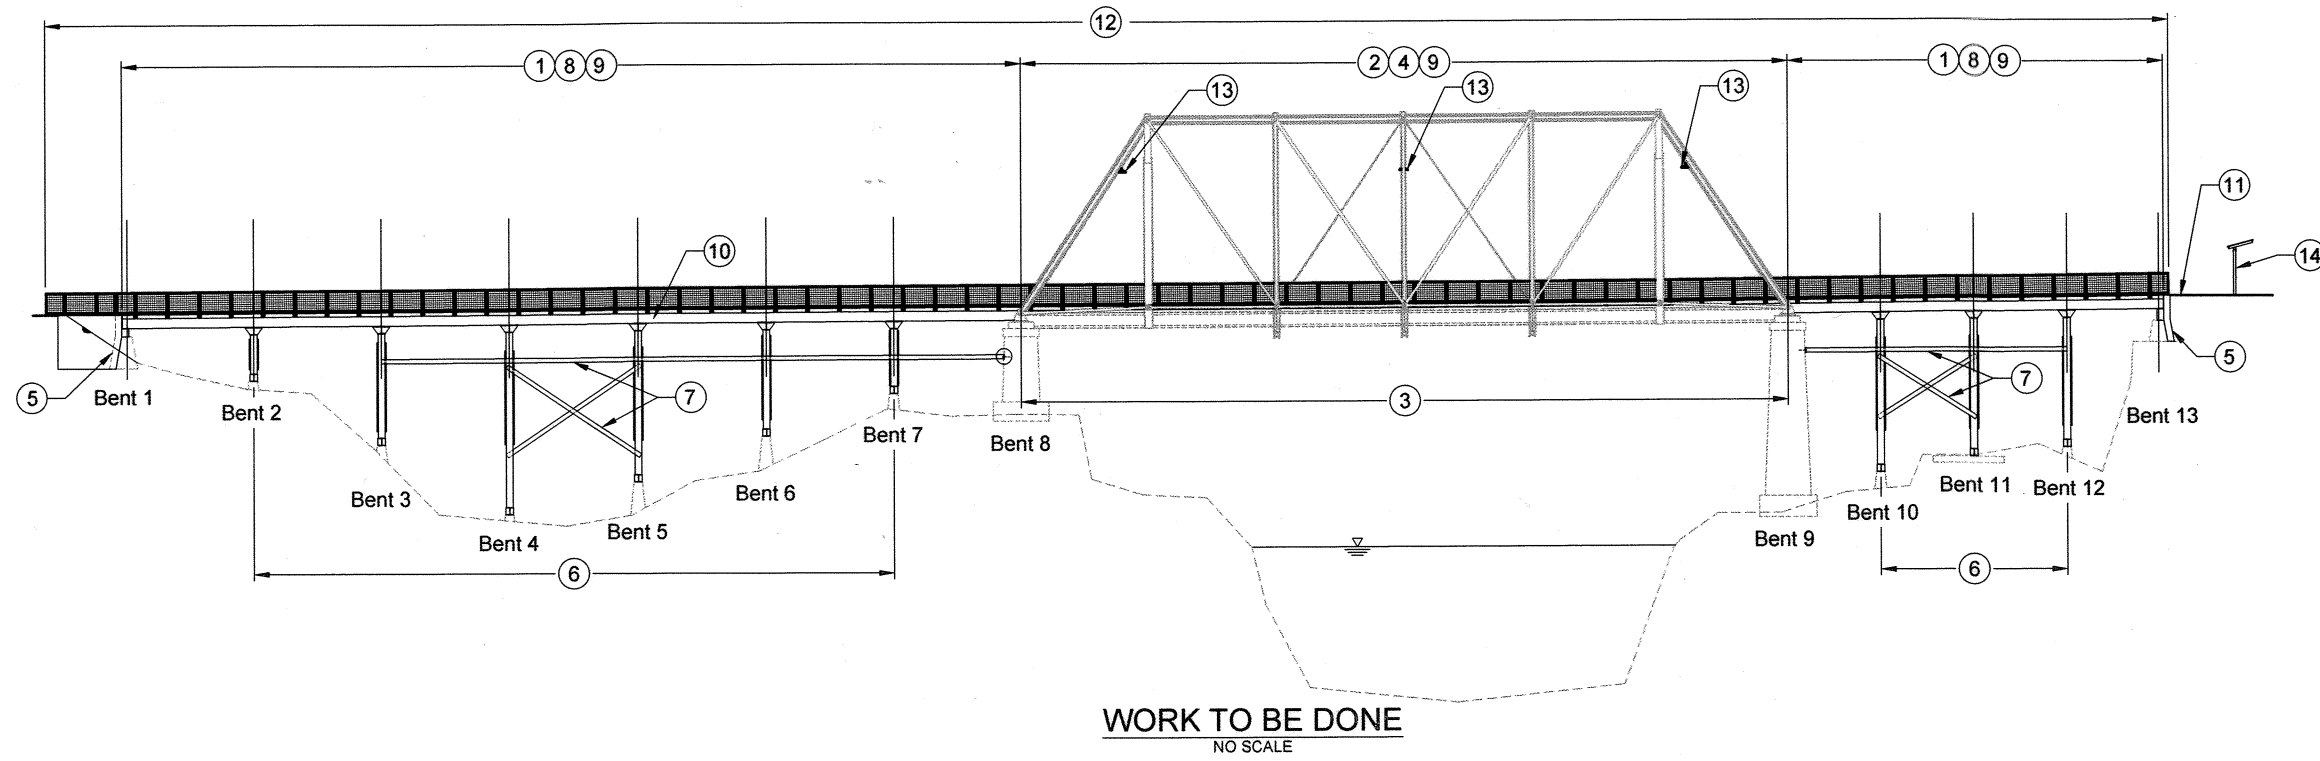 12
1 8 9
2 4 9
1 8 9
13
13
13
11
10
14
5
Bent 1
Bent 2
7
3
7
5
Bent 3
Bent 4
Bent 5
Bent 6
Bent 7
Bent 8
Bent 9
Bent 10
Bent 11
Bent 12
Bent 13
6
6
WORK TO BE DONE
NO SCALE